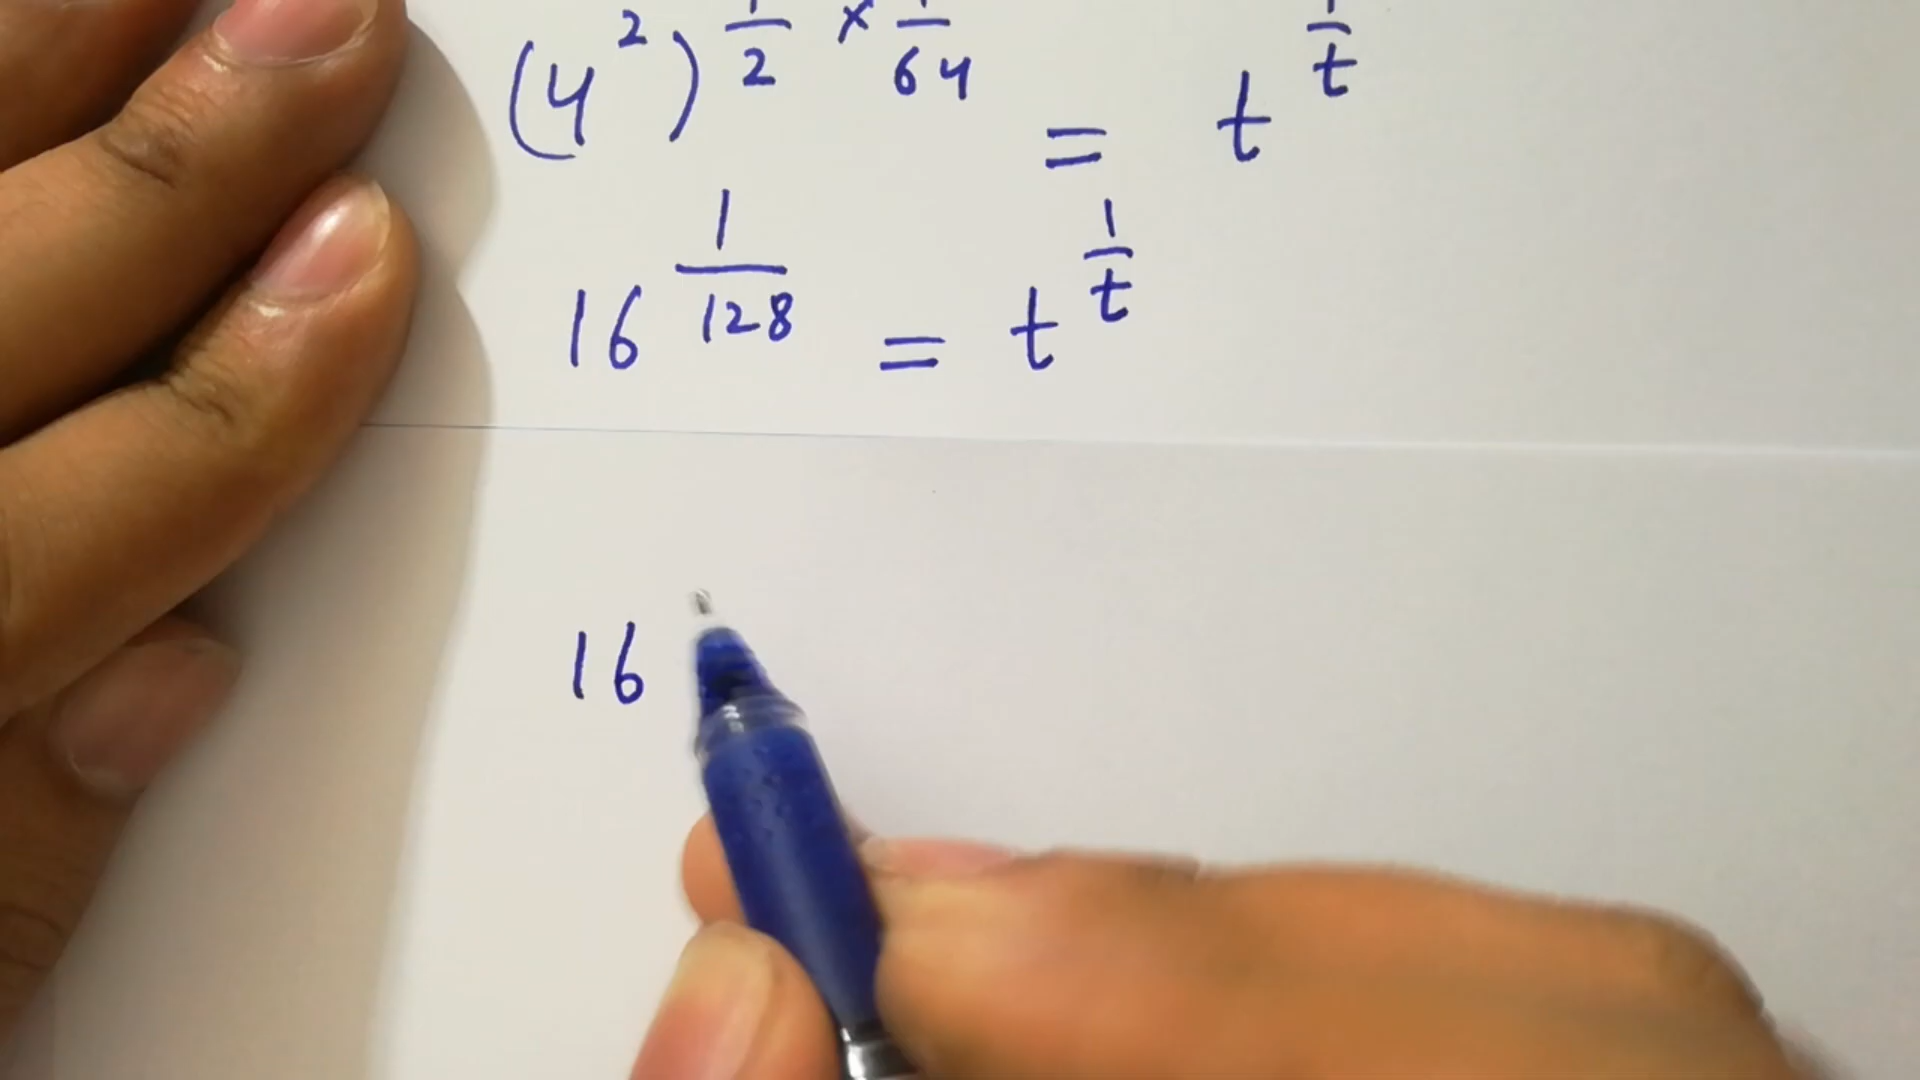 (4²)^(1/2 × 1/64) = t^(1/t)
16^(1/128) = t^(1/t)
16